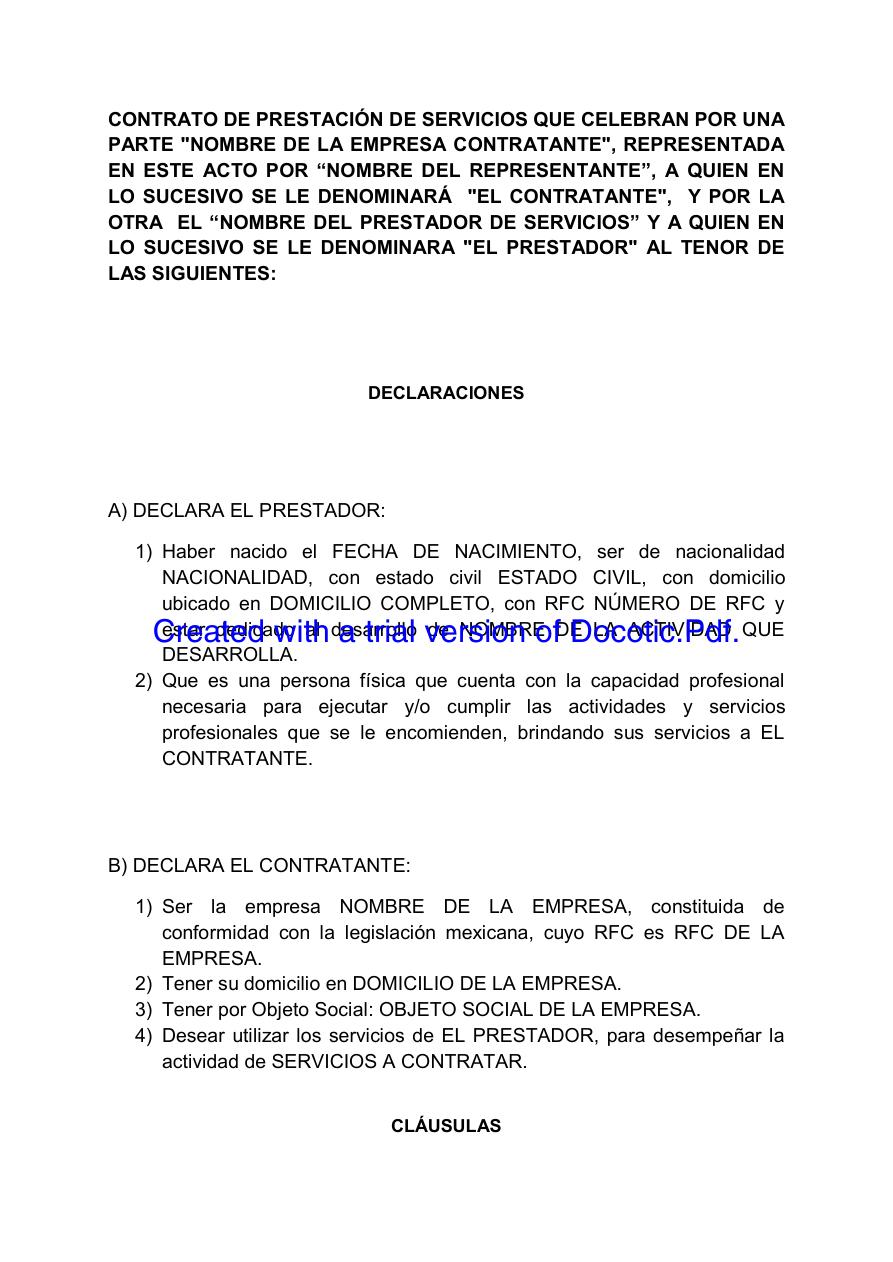 CONTRATO DE PRESTACIÓN DE SERVICIOS QUE CELEBRAN POR UNA
PARTE "NOMBRE DE LA EMPRESA CONTRATANTE", REPRESENTADA
EN ESTE ACTO POR “NOMBRE DEL REPRESENTANTE”, A QUIEN EN
LO SUCESIVO SE LE DENOMINARÁ "EL CONTRATANTE", Y POR LA
OTRA EL “NOMBRE DEL PRESTADOR DE SERVICIOS” Y A QUIEN EN
LO SUCESIVO SE LE DENOMINARA "EL PRESTADOR" AL TENOR DE
LAS SIGUIENTES:
DECLARACIONES
A) DECLARA EL PRESTADOR:
1) Haber nacido el FECHA DE NACIMIENTO, ser de nacionalidad
NACIONALIDAD, con estado civil ESTADO CIVIL, con domicilio
ubicado en DOMICILIO COMPLETO, con RFC NÚMERO DE RFC y
estar dedicado al desarrollo de NOMBRE DE LA ACTIVIDAD QUE
Created with a trial version of Docotic.Pdf.
DESARROLLA.
2) Que es una persona física que cuenta con la capacidad profesional
necesaria para ejecutar y/o cumplir las actividades y servicios
profesionales que se le encomienden, brindando sus servicios a EL
CONTRATANTE.
B) DECLARA EL CONTRATANTE:
1) Ser la empresa NOMBRE DE LA EMPRESA, constituida de
conformidad con la legislación mexicana, cuyo RFC es RFC DE LA
EMPRESA.
2) Tener su domicilio en DOMICILIO DE LA EMPRESA.
3) Tener por Objeto Social: OBJETO SOCIAL DE LA EMPRESA.
4) Desear utilizar los servicios de EL PRESTADOR, para desempeñar la
actividad de SERVICIOS A CONTRATAR.
CLÁUSULAS